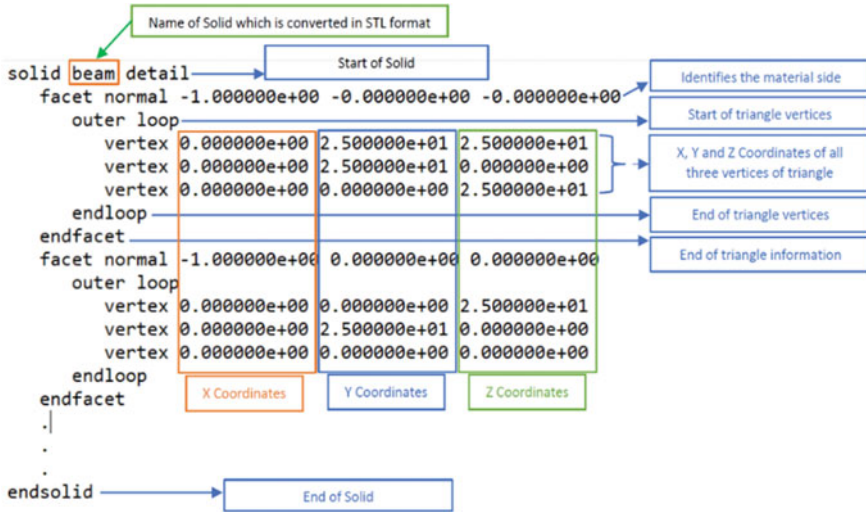 Name of Solid which is converted in STL format
solid beam detail
Start of Solid
facet normal -1.000000e+00 -0.000000e+00 -0.000000e+00
Identifies the material side
outer loop
Start of triangle vertices
vertex 0.000000e+00 2.500000e+01 2.500000e+01
vertex 0.000000e+00 2.500000e+01 0.000000e+00
vertex 0.000000e+00 0.000000e+00 2.500000e+01
X, Y and Z Coordinates of all
three vertices of triangle
endloop
End of triangle vertices
endfacet
End of triangle information
facet normal -1.000000e+00 0.000000e+00 0.000000e+00
outer loop
vertex 0.000000e+00 0.000000e+00 2.500000e+01
vertex 0.000000e+00 2.500000e+01 0.000000e+00
vertex 0.000000e+00 0.000000e+00 0.000000e+00
endloop
X Coordinates
Y Coordinates
Z Coordinates
endfacet
.
.
.
endsolid
End of Solid